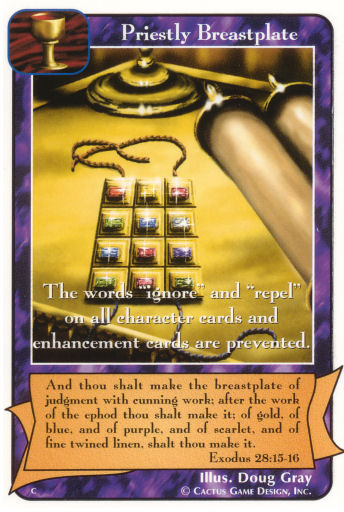 Priestly Breastplate
The words "ignore" and "repel"
on all character cards and
enhancement cards are prevented.
And thou shalt make the breastplate of
judgment with cunning work; after the work
of the ephod thou shalt make it; of gold, of
blue, and of purple, and of scarlet, and of
fine twined linen, shalt thou make it.
Exodus 28:15-16
Illus. Doug Gray
C © Cactus Game Design, Inc.